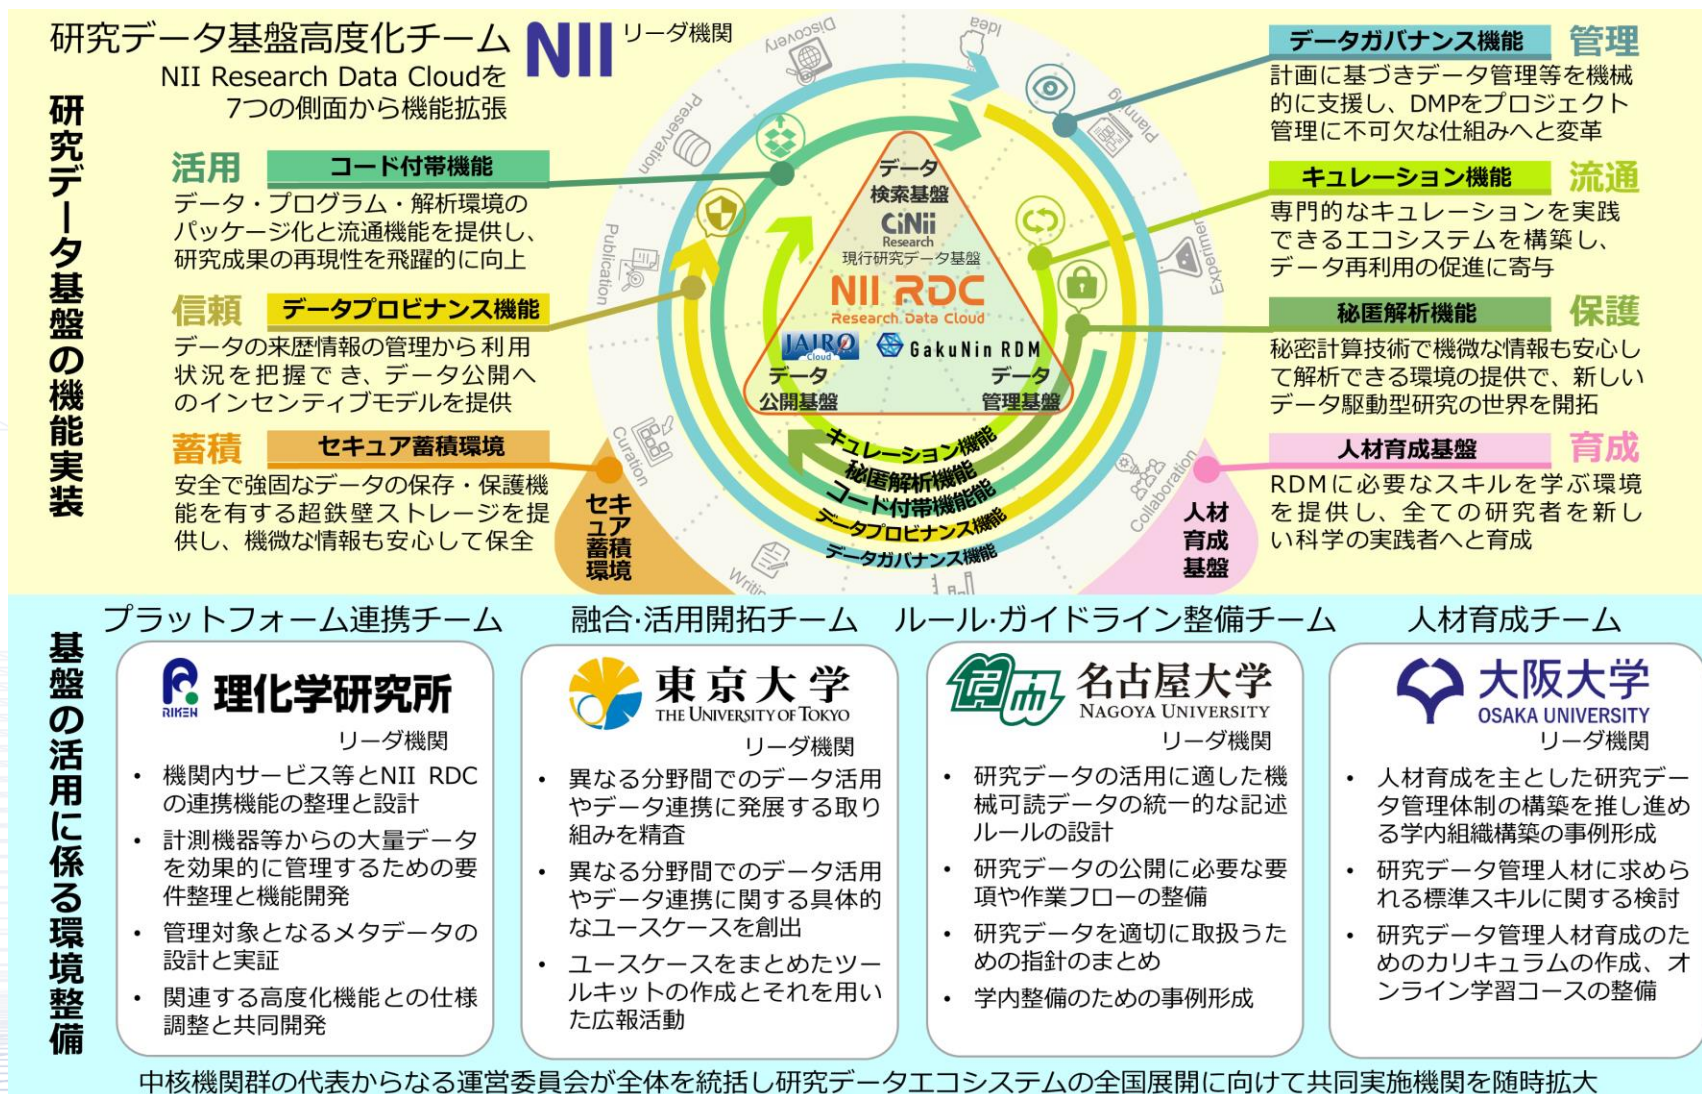 研究データ基盤高度化チーム
NII
リーダ機関
NII Research Data Cloudを
7つの側面から機能拡張
研究データ基盤の機能実装
活用
コード付帯機能
データ・プログラム・解析環境の
パッケージ化と流通機能を提供し、
研究成果の再現性を飛躍的に向上
信頼
データプロビナンス機能
データの来歴情報の管理から利用
状況を把握でき、データ公開へ
のインセンティブモデルを提供
蓄積
セキュア蓄積環境
安全で強固なデータの保存・保護機
能を有する超鉄壁ストレージを提
供し、機微な情報も安心して保全
Discovery
Idea
Preservation
Planning
Publication
Experiment
Curation
Collaboration
データ
検索基盤
CiNii
Research
現行研究データ基盤
NII RDC
Research Data Cloud
JAIRO
Cloud
GakuNin RDM
データ
公開基盤
データ
管理基盤
キュレーション機能
秘匿解析機能
コード付帯機能能
データプロビナンス機能
データガバナンス機能
セキ
ュア
蓄積
環境
人材
育成
基盤
データガバナンス機能
管理
計画に基づきデータ管理等を機械
的に支援し、DMPをプロジェクト
管理に不可欠な仕組みへと変革
キュレーション機能
流通
専門的なキュレーションを実践
できるエコシステムを構築し、
データ再利用の促進に寄与
秘匿解析機能
保護
秘密計算技術で機微な情報も安心し
て解析できる環境の提供で、新しい
データ駆動型研究の世界を開拓
人材育成基盤
育成
RDMに必要なスキルを学ぶ環境
を提供し、全ての研究者を新し
い科学の実践者へと育成
基盤の活用に係る環境整備
プラットフォーム連携チーム
RIKEN
理化学研究所
リーダ機関
• 機関内サービス等とNII RDC
の連携機能の整理と設計
• 計測機器等からの大量データ
を効果的に管理するための要
件整理と機能開発
• 管理対象となるメタデータの
設計と実証
• 関連する高度化機能との仕様
調整と共同開発
融合·活用開拓チーム
東京大学
THE UNIVERSITY OF TOKYO
リーダ機関
• 異なる分野間でのデータ活用
やデータ連携に発展する取り
組みを精査
• 異なる分野間でのデータ活用
やデータ連携に関する具体的
なユースケースを創出
• ユースケースをまとめたツー
ルキットの作成とそれを用い
た広報活動
ルール·ガイドライン整備チーム
名古屋大学
NAGOYA UNIVERSITY
リーダ機関
• 研究データの活用に適した機
械可読データの統一的な記述
ルールの設計
• 研究データの公開に必要な要
項や作業フローの整備
• 研究データを適切に取扱うた
めの指針のまとめ
• 学内整備のための事例形成
人材育成チーム
大阪大学
OSAKA UNIVERSITY
リーダ機関
• 人材育成を主とした研究デー
タ管理体制の構築を推し進め
る学内組織構築の事例形成
• 研究データ管理人材に求めら
れる標準スキルに関する検討
• 研究データ管理人材育成のた
めのカリキュラムの作成、オ
ンライン学習コースの整備
中核機関群の代表からなる運営委員会が全体を統括し研究データエコシステムの全国展開に向けて共同実施機関を随時拡大